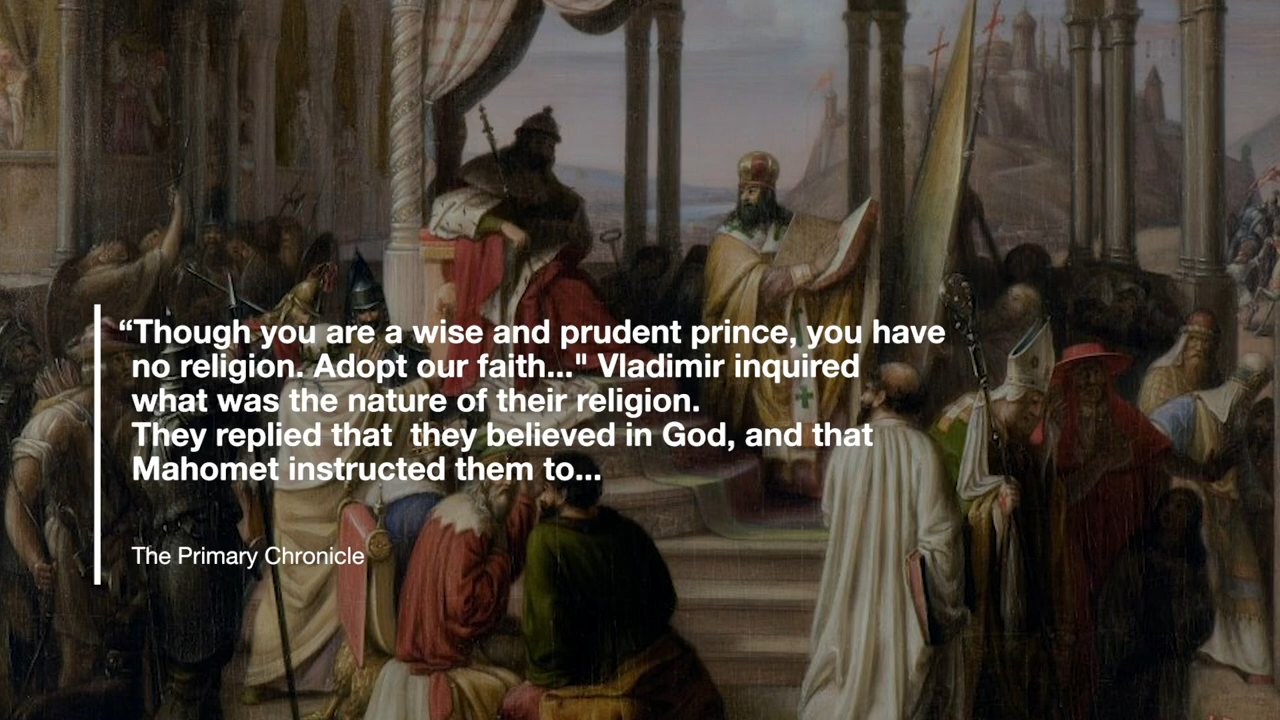 “Though you are a wise and prudent prince, you have
no religion. Adopt our faith..." Vladimir inquired
what was the nature of their religion.
They replied that  they believed in God, and that
Mahomet instructed them to...
The Primary Chronicle